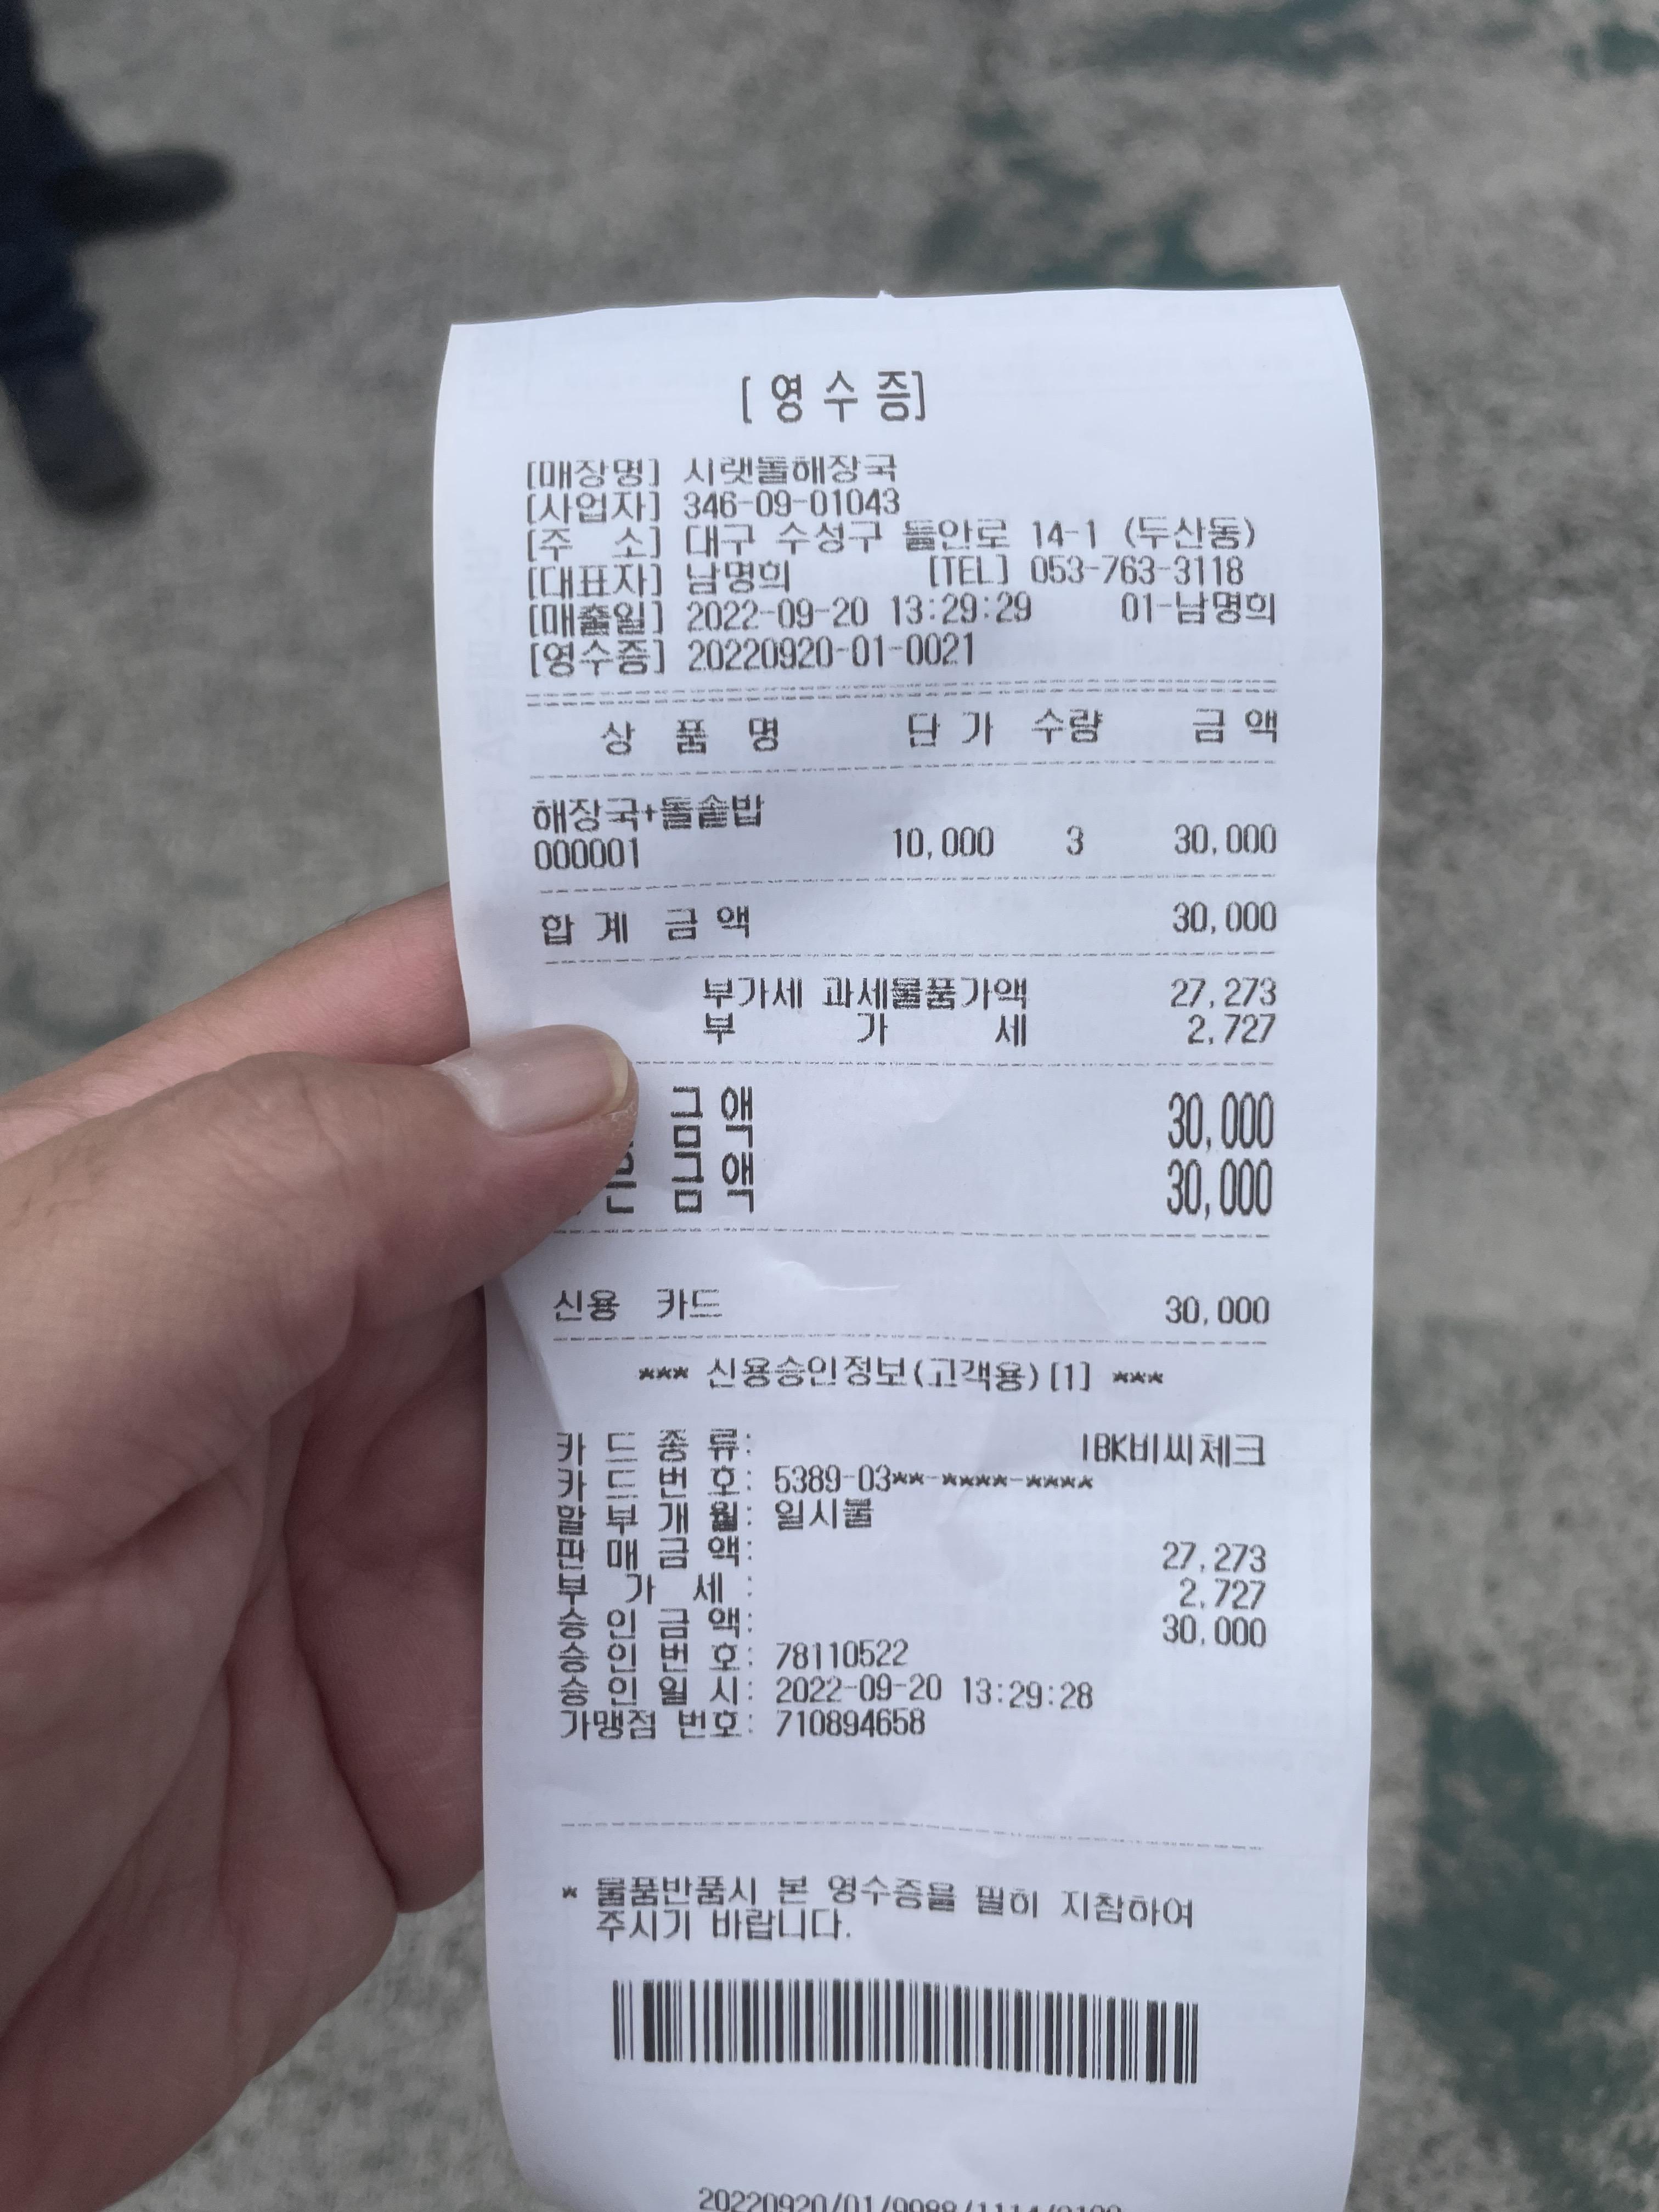 [ 영 수 증]
[매장명] 시랫돌해장국
[사업자] 346-09-01043
[주 소] 대구 수성구 들안로 14-1 (두산동)
[대표자] 남명희 [TEL] 053-763-3118
[매출일] 2022-09-20 13:29:29 01-남명희
[영수증] 20220920-01-0021
상 품 명 단 가 수량 금 액
해장국+돌솥밥
000001 10,000 3 30,000
합 계 금 액 30,000
부가세 과세물품가액 27,273
부 가 세 2,727
금 액 30,000
은 금 액 30,000
신용 카드 30,000
*** 신용승인정보(고객용)[1] ***
카 드 종 류: IBK비씨체크
카 드 번 호: 5389-03**-****-****
할 부 개 월: 일시불
판 매 금 액: 27,273
부 가 세 : 2,727
승 인 금 액: 30,000
승 인 번 호: 78110522
승 인 일 시: 2022-09-20 13:29:28
가맹점 번호: 710894658
* 물품반품시 본 영수증을 필히 지참하여
주시기 바랍니다.